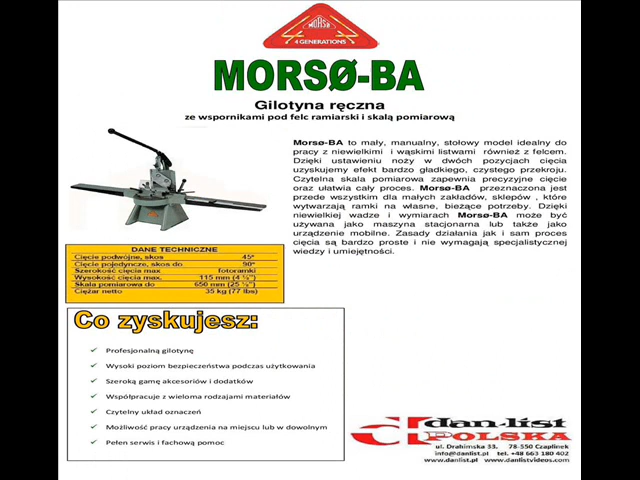 MORSØ
4 GENERATIONS
MORSØ-BA
Gilotyna ręczna
ze wspornikami pod felc ramiarski i skalą pomiarową
Morsø-BA to mały, manualny, stołowy model idealny do
pracy z niewielkimi i wąskimi listwami również z felcem.
Dzięki ustawieniu noży w dwóch pozycjach cięcia
uzyskujemy efekt bardzo gładkiego, czystego przekroju.
Czytelna skala pomiarowa zapewnia precyzyjne cięcie
oraz ułatwia cały proces. Morsø-BA przeznaczona jest
przede wszystkim dla małych zakładów, sklepów , które
wytwarzają ramki na własne, bieżące potrzeby. Dzięki
niewielkiej wadze i wymiarach Morsø-BA może być
używana jako maszyna stacjonarna lub także jako
urządzenie mobilne. Zasady działania jak i sam proces
cięcia są bardzo proste i nie wymagają specjalistycznej
wiedzy i umiejętności.
DANE TECHNICZNE
Cięcie podwójne, skos 45°
Cięcie pojedyncze, skos do 90°
Szerokość cięcia max fotoramki
Wysokość cięcia max. 115 mm (4 ½")
Skala pomiarowa do 650 mm (25 ½")
Ciężar netto 35 kg (77 lbs)
Co zyskujesz:
✓ Profesjonalną gilotynę
✓ Wysoki poziom bezpieczeństwa podczas użytkowania
✓ Szeroką gamę akcesoriów i dodatków
✓ Współpracuje z wieloma rodzajami materiałów
✓ Czytelny układ oznaczeń
✓ Możliwość pracy urządzenia na miejscu lub w dowolnym
✓ Pełen serwis i fachową pomoc
dan-list
POLSKA
ul. Drahimska 33, 78-550 Czaplinek
info@danlist.pl tel. +48 663 180 402
www.danlist.pl www.danlistvideos.com